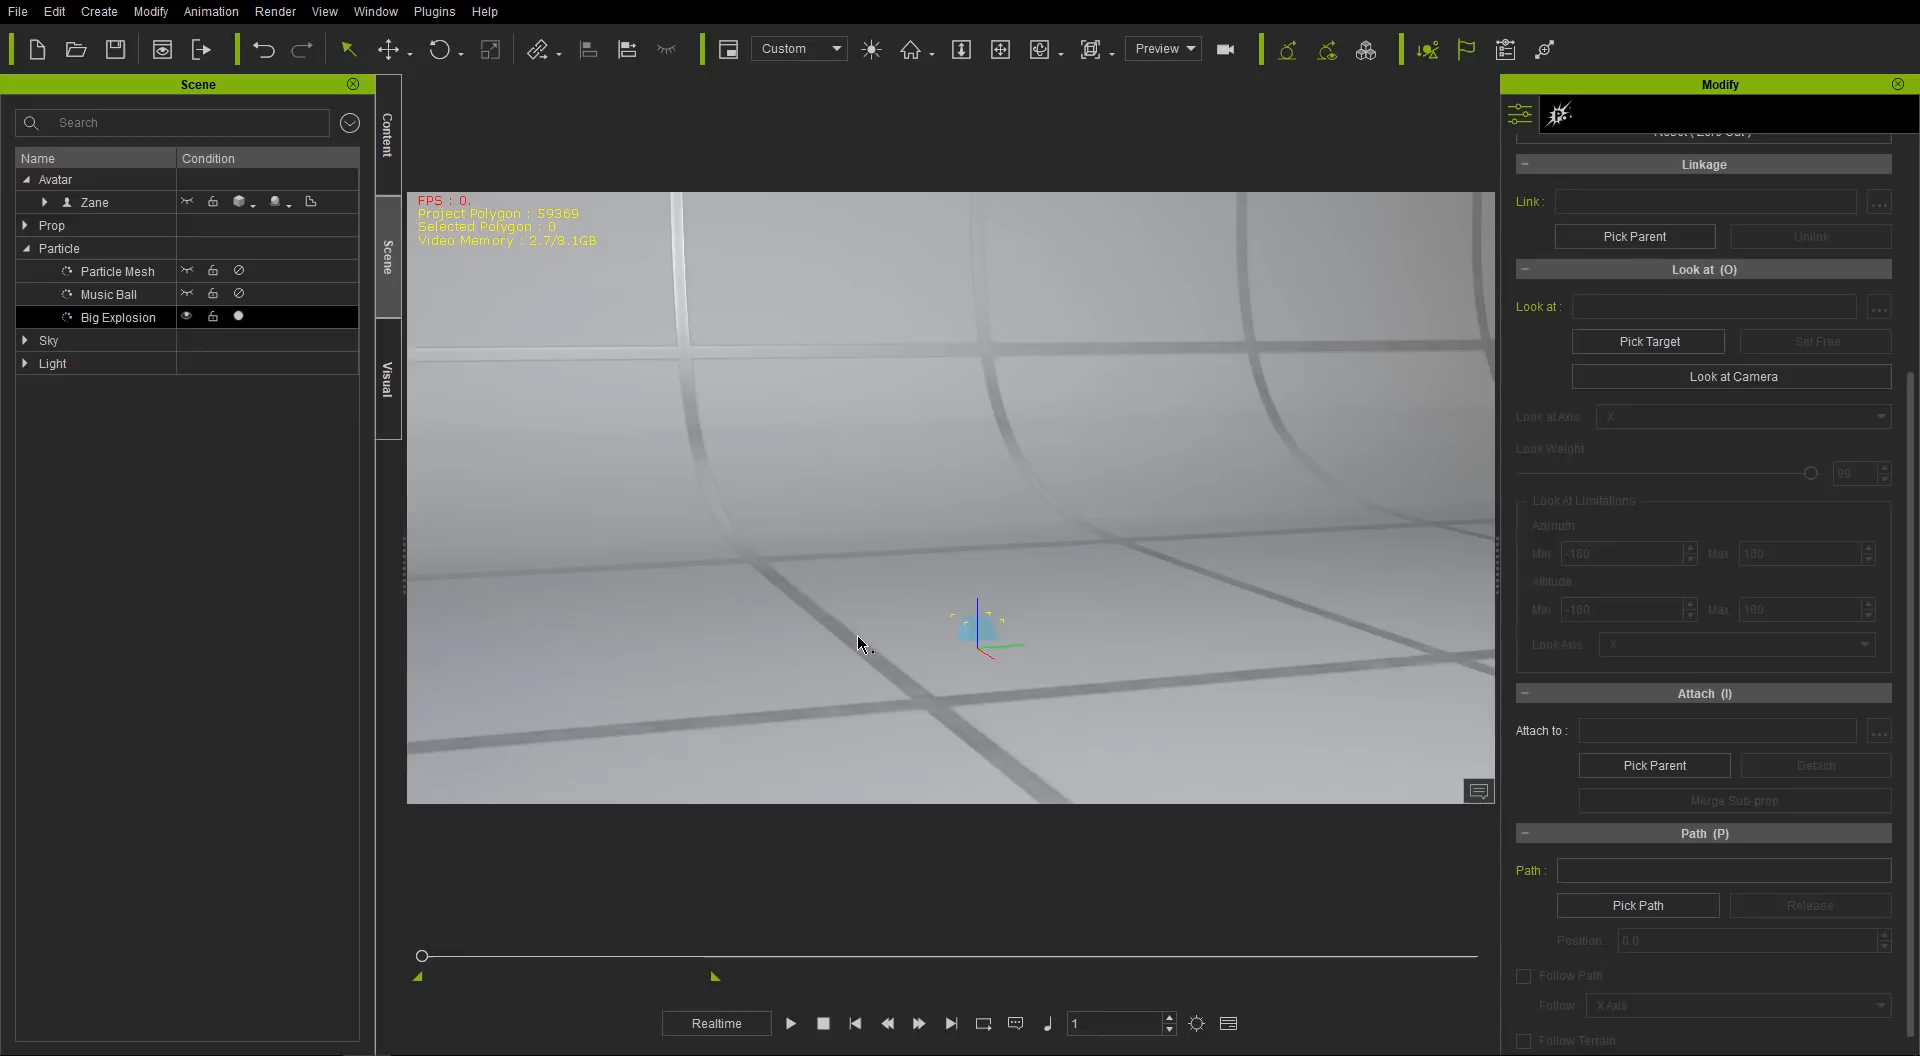 File Edit Create Modify Animation Render View Window Plugins Help
Custom
Preview
Scene
Search
Name Condition
Avatar
Zane
Prop
Particle
Particle Mesh
Music Ball
Big Explosion
Sky
Light
Content
Scene
Visual
FPS : 0.
Project Polygon : 59369
Selected Polygon : 0
Video Memory : 2.7/8.1GB
Realtime
1
Modify
Reset ( Zero Out )
Linkage
Link :
...
Pick Parent Unlink
Look at (O)
Look at :
...
Pick Target Set Free
Look at Camera
Look at Axis : X
Look Weight
99
Look At Limitations
Azimuth
Min -180 Max 180
Altitude
Min -180 Max 180
Look Axis X
Attach (I)
Attach to :
...
Pick Parent Detach
Merge Sub-prop
Path (P)
Path :
Pick Path Release
Position 0.0
Follow Path
Follow X Axis
Follow Terrain